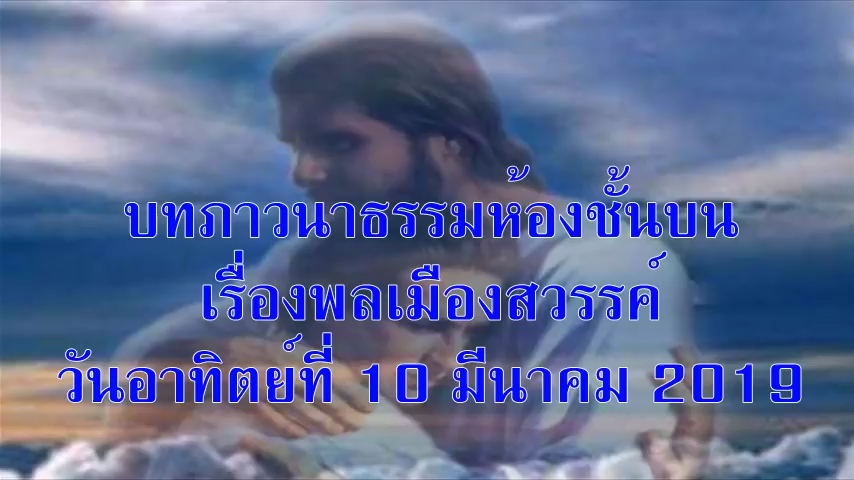 บทภาวนาธรรมห้องชั้นบน
เรื่องพลเมืองสวรรค์
วันอาทิตย์ที่ 10 มีนาคม 2019